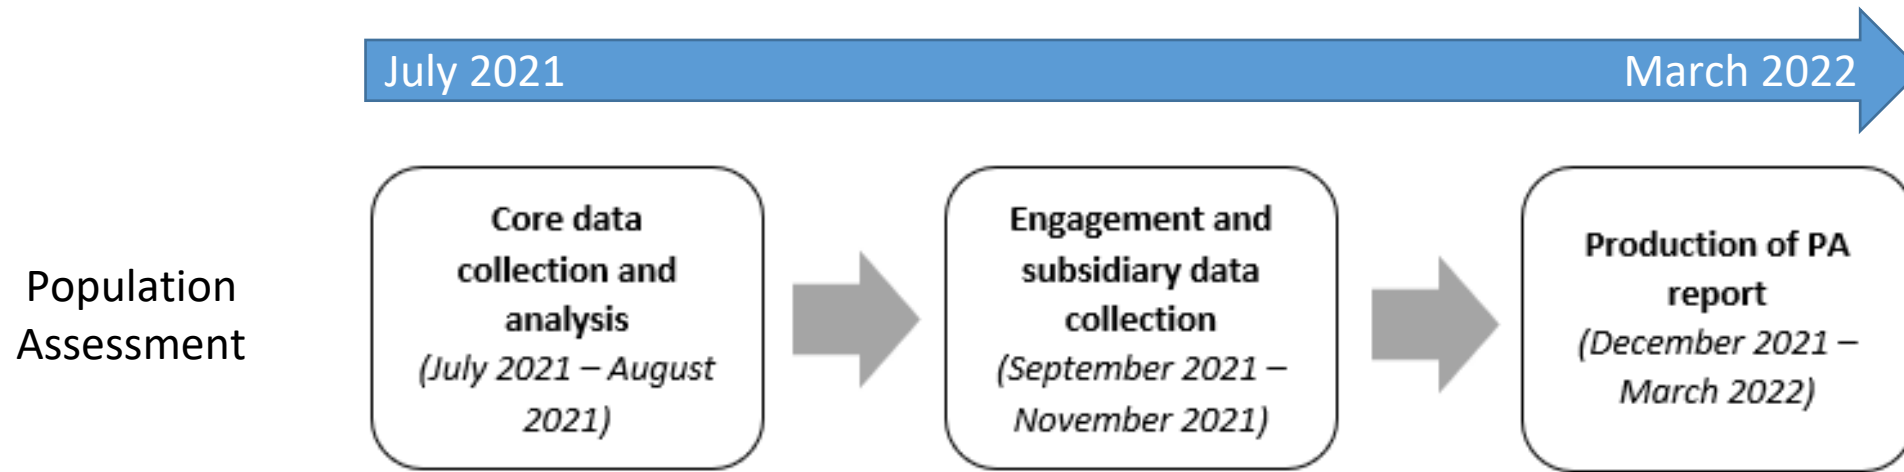 July 2021
March 2022
Population
Assessment
Core data
collection and
analysis
(July 2021 – August
2021)
Engagement and
subsidiary data
collection
(September 2021 –
November 2021)
Production of PA
report
(December 2021 –
March 2022)